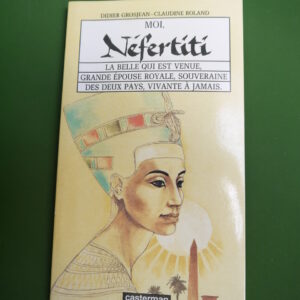 DIDIER GROSJEAN-CLAUDINE ROLAND
MOI,
Néfertiti
LA BELLE QUI EST VENUE,
GRANDE ÉPOUSE ROYALE, SOUVERAINE
DES DEUX PAYS, VIVANTE À JAMAIS.
casterman